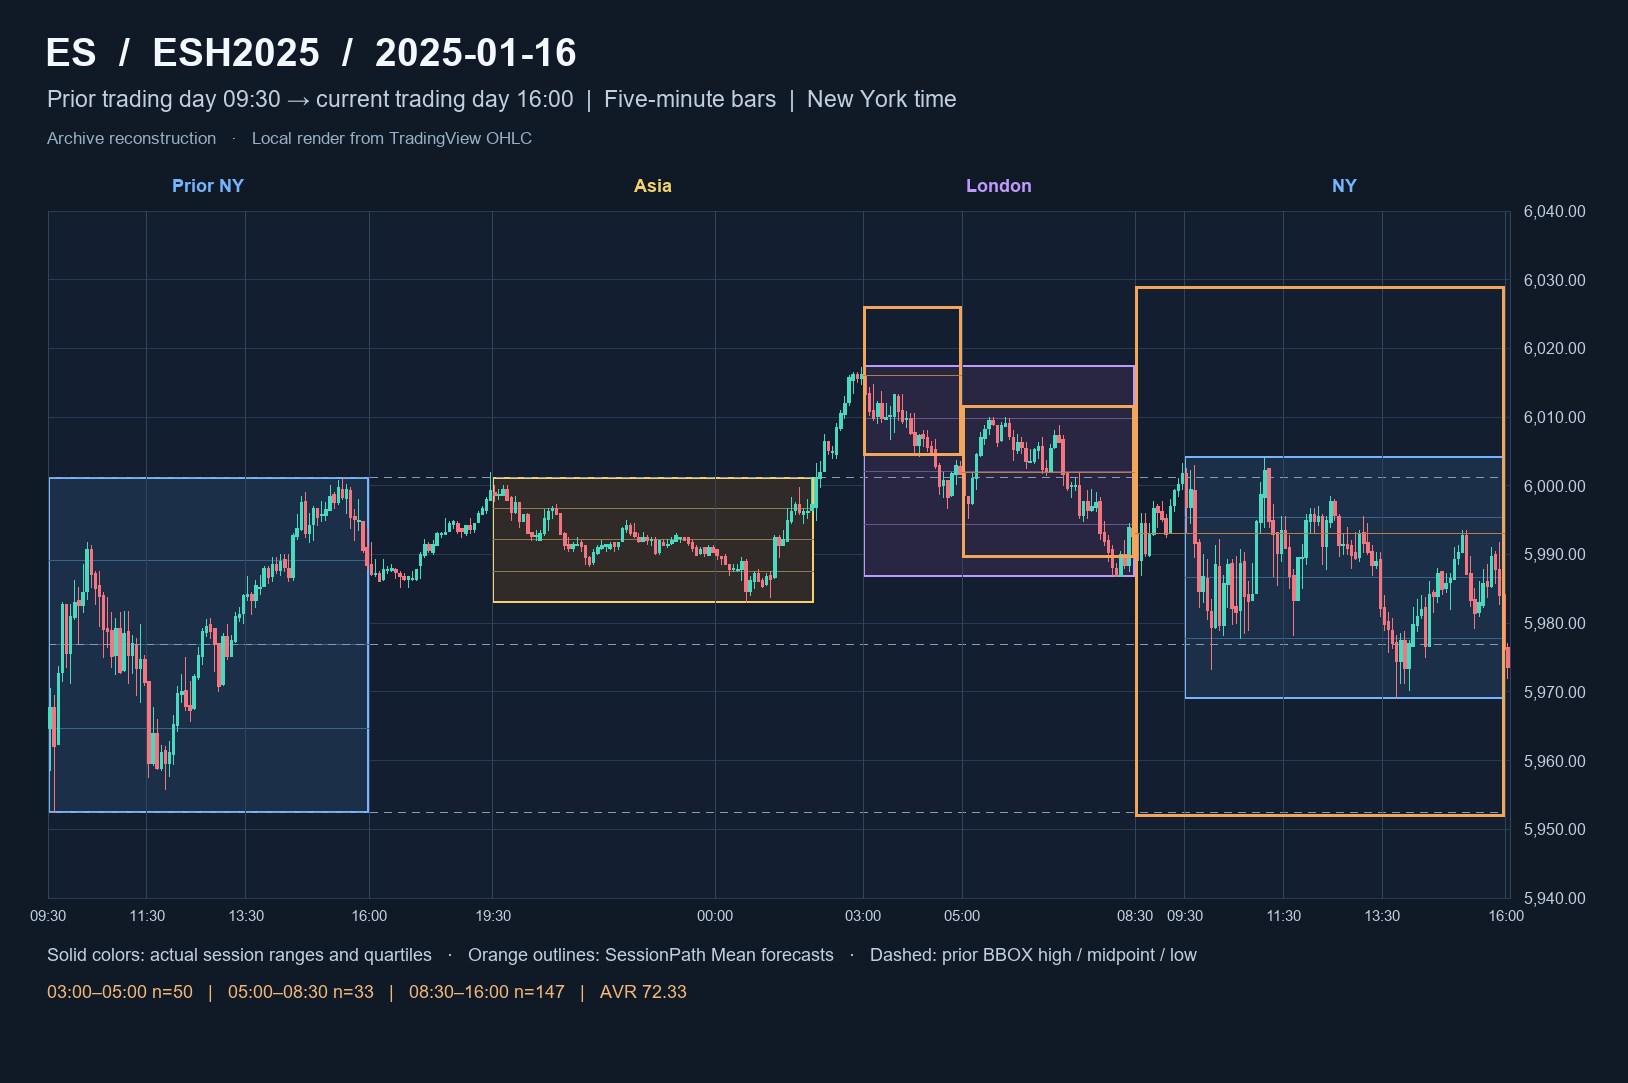 ES / ESH2025 / 2025-01-16
Prior trading day 09:30 → current trading day 16:00 | Five-minute bars | New York time
Archive reconstruction · Local render from TradingView OHLC
Prior NY Asia London NY
6,040.00
6,030.00
6,020.00
6,010.00
6,000.00
5,990.00
5,980.00
5,970.00
5,960.00
5,950.00
5,940.00
09:30 11:30 13:30 16:00 19:30 00:00 03:00 05:00 08:30 09:30 11:30 13:30 16:00
Solid colors: actual session ranges and quartiles · Orange outlines: SessionPath Mean forecasts · Dashed: prior BBOX high / midpoint / low
03:00–05:00 n=50 | 05:00–08:30 n=33 | 08:30–16:00 n=147 | AVR 72.33